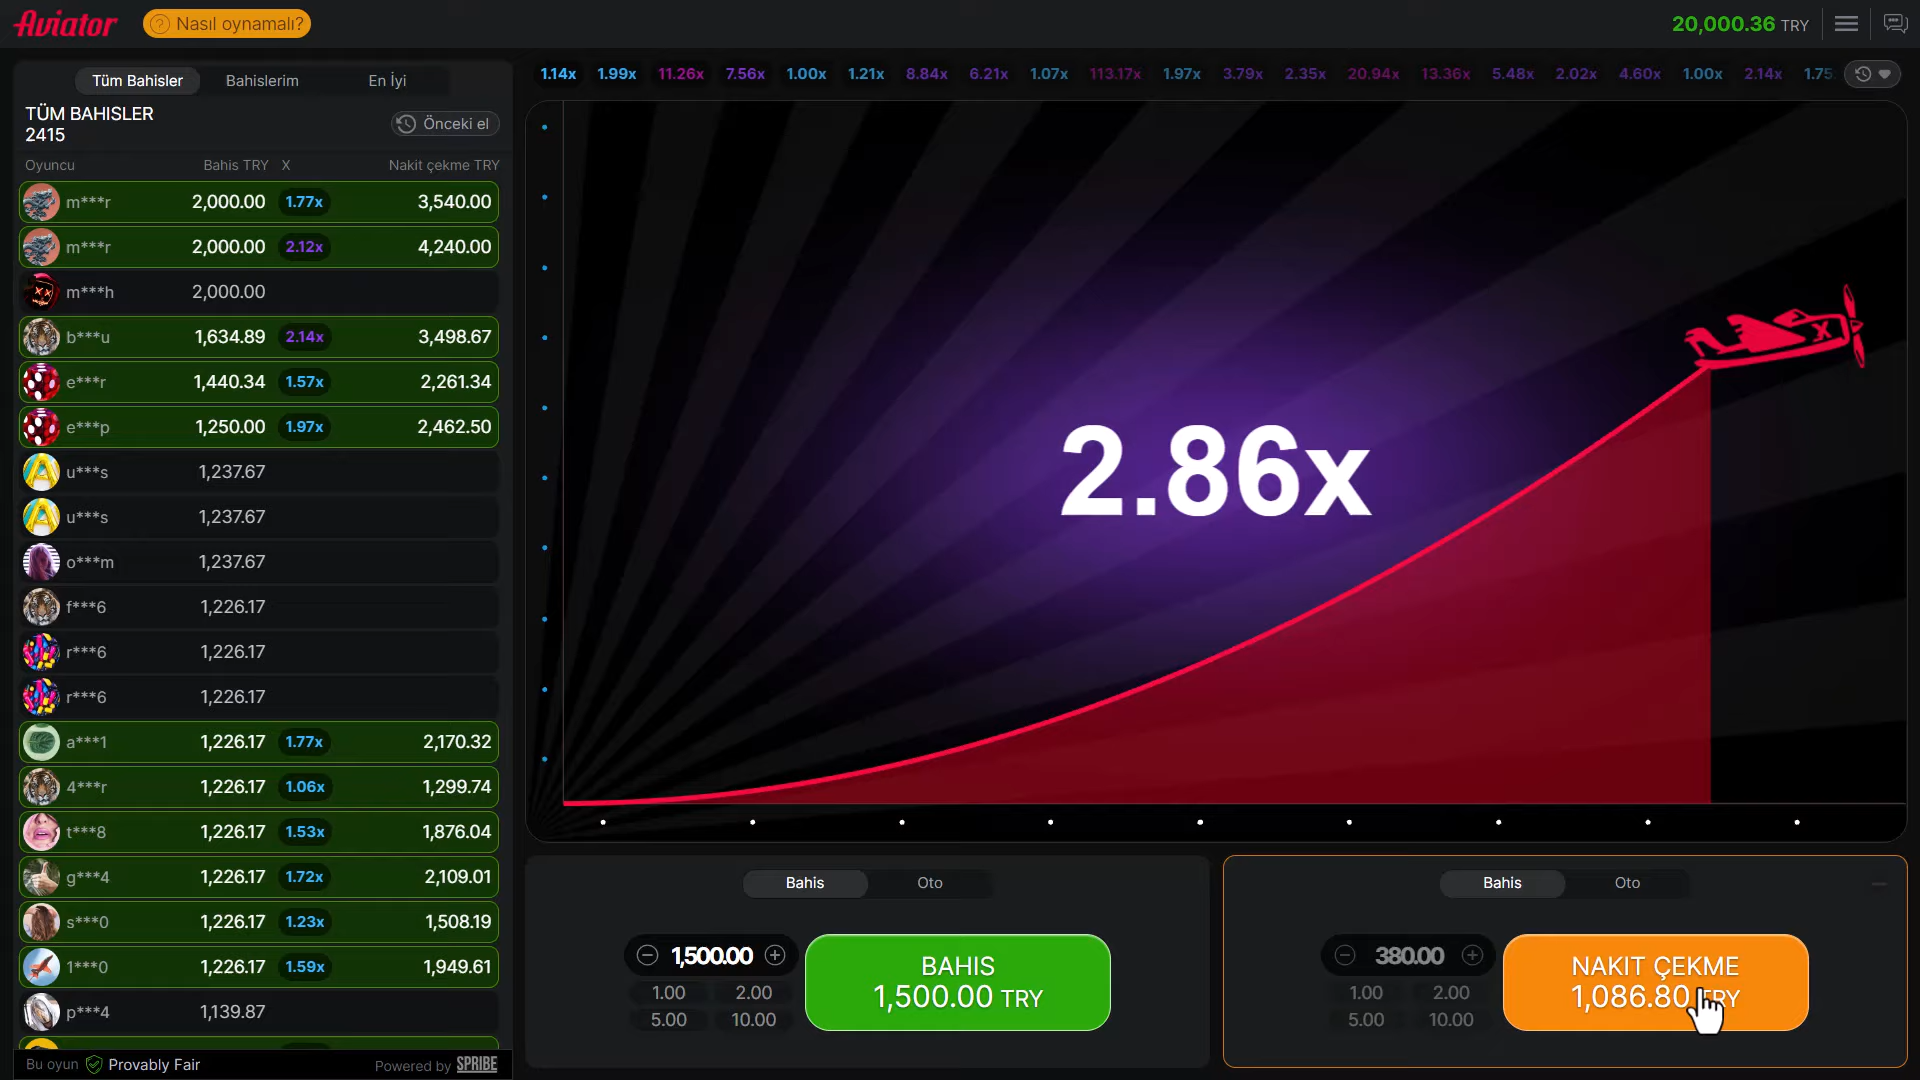 Aviator
? Nasıl oynamalı?
20,000.36 TRY
Tüm Bahisler Bahislerim En İyi
TÜM BAHISLER
2415
Önceki el
Oyuncu Bahis TRY X Nakit çekme TRY
m***r 2,000.00 1.77x 3,540.00
m***r 2,000.00 2.12x 4,240.00
m***h 2,000.00
b***u 1,634.89 2.14x 3,498.67
e***r 1,440.34 1.57x 2,261.34
e***p 1,250.00 1.97x 2,462.50
u***s 1,237.67
u***s 1,237.67
o***m 1,237.67
f***6 1,226.17
r***6 1,226.17
r***6 1,226.17
a***1 1,226.17 1.77x 2,170.32
4***r 1,226.17 1.06x 1,299.74
t***8 1,226.17 1.53x 1,876.04
g***4 1,226.17 1.72x 2,109.01
s***0 1,226.17 1.23x 1,508.19
1***0 1,226.17 1.59x 1,949.61
p***4 1,139.87
Bu oyun Provably Fair Powered by SPRIBE
1.14x 1.99x 11.26x 7.56x 1.00x 1.21x 8.84x 6.21x 1.07x 113.17x 1.97x 3.79x 2.35x 20.94x 13.36x 5.48x 2.02x 4.60x 1.00x 2.14x 1.75
X
2.86x
Bahis Oto
1,500.00
1.00 2.00
5.00 10.00
BAHIS
1,500.00 TRY
Bahis Oto
380.00
1.00 2.00
5.00 10.00
NAKIT ÇEKME
1,086.80 TRY